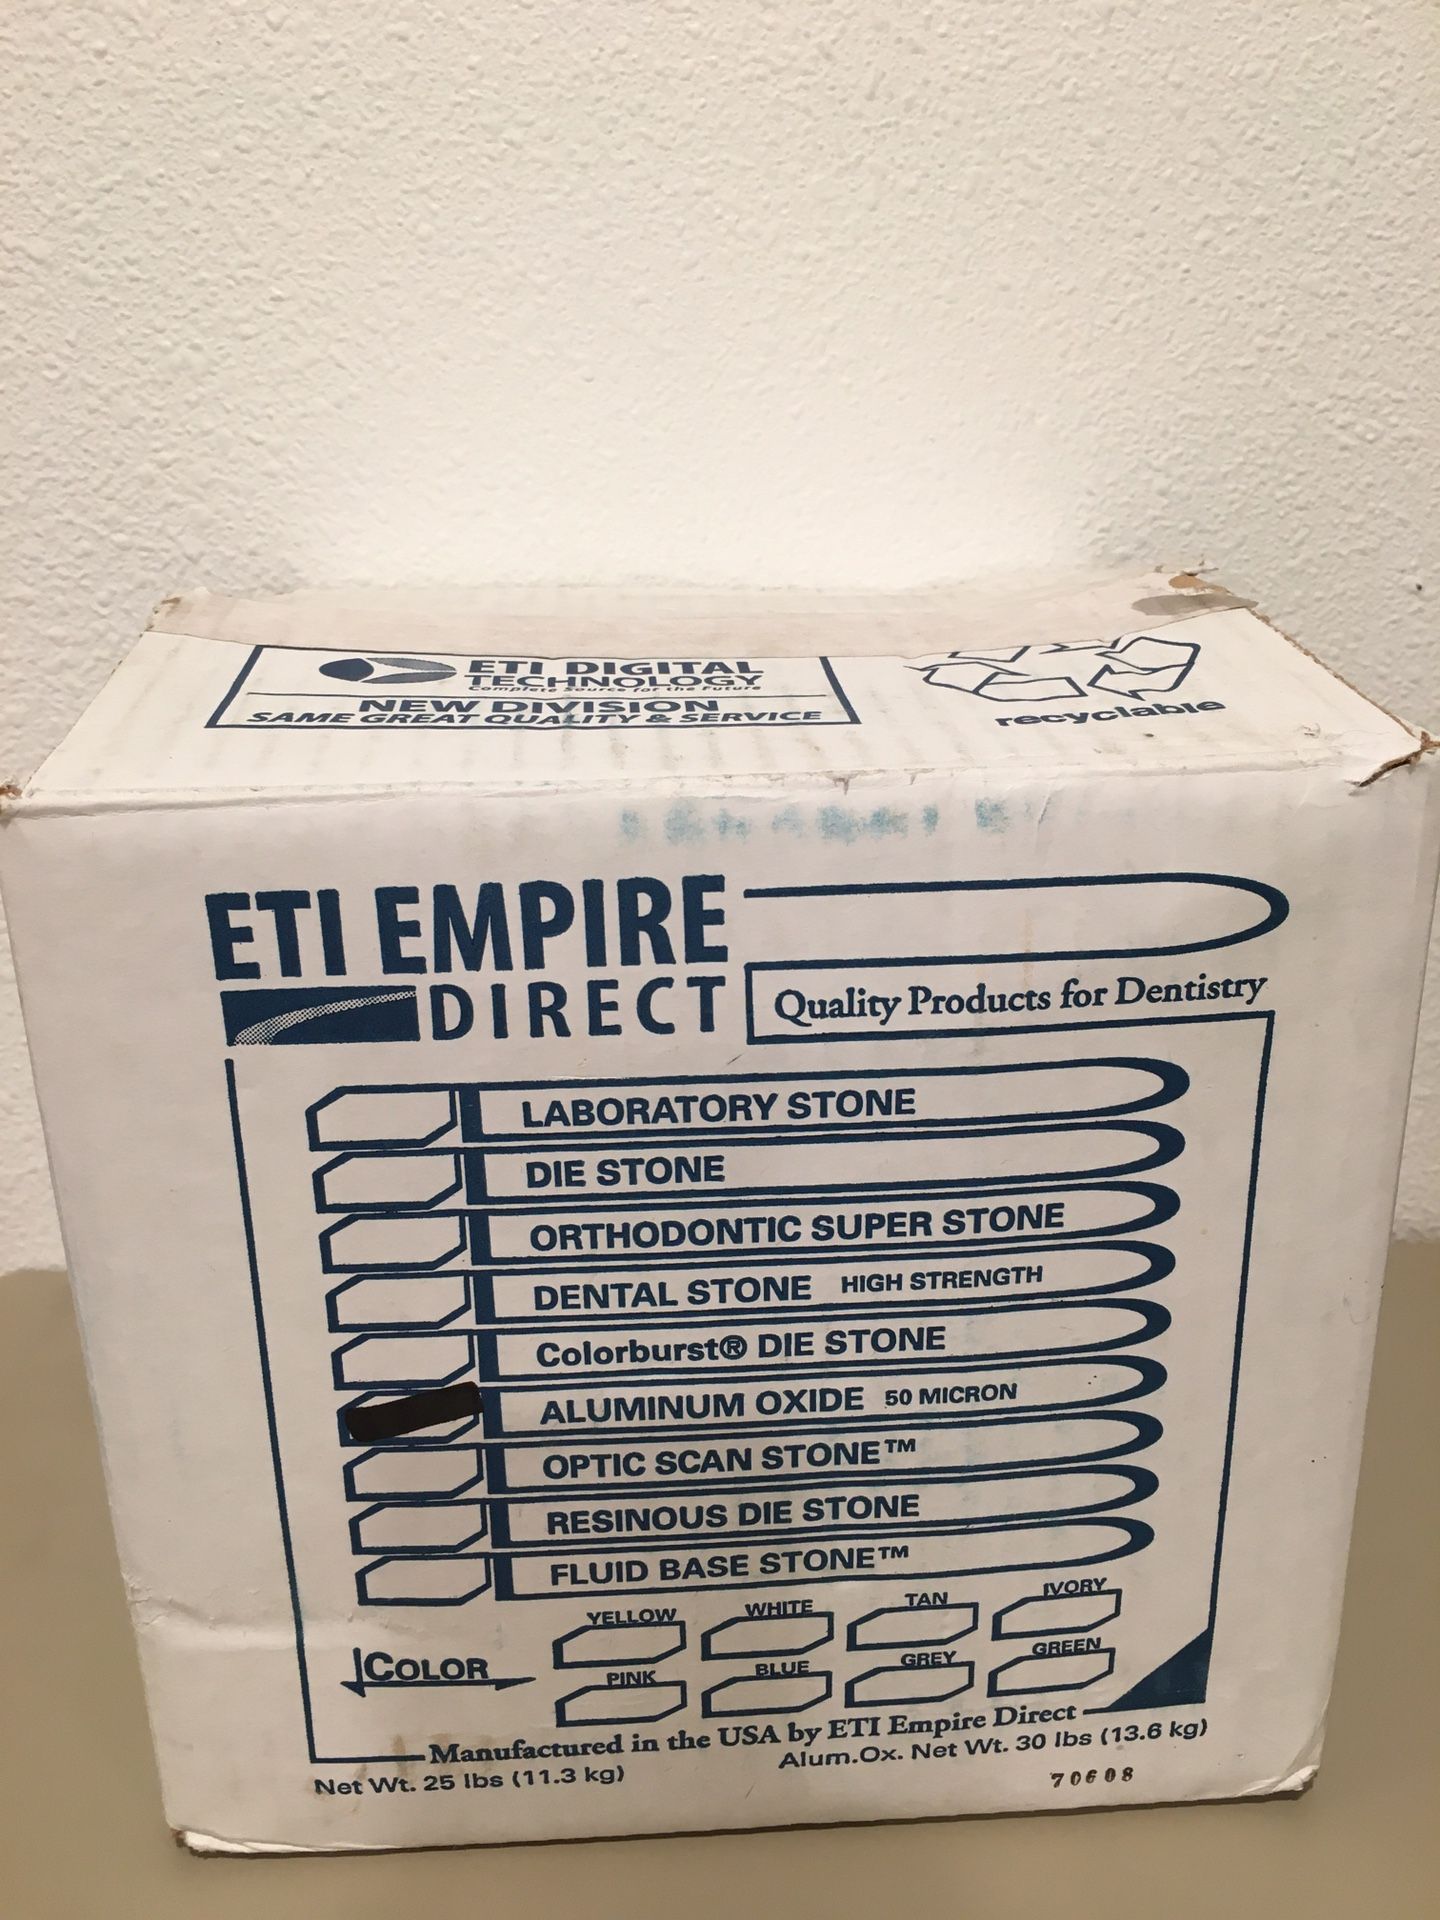 ETI DIGITAL
TECHNOLOGY
Complete Source for the Future
NEW DIVISION
SAME GREAT QUALITY & SERVICE
recyclable
ETI EMPIRE
DIRECT
Quality Products for Dentistry
LABORATORY STONE
DIE STONE
ORTHODONTIC SUPER STONE
DENTAL STONE HIGH STRENGTH
Colorburst® DIE STONE
ALUMINUM OXIDE 50 MICRON
OPTIC SCAN STONE™
RESINOUS DIE STONE
FLUID BASE STONE™
YELLOW WHITE TAN IVORY
COLOR
PINK BLUE GREY GREEN
Manufactured in the USA by ETI Empire Direct
Net Wt. 25 lbs (11.3 kg) Alum.Ox. Net Wt. 30 lbs (13.6 kg)
70608